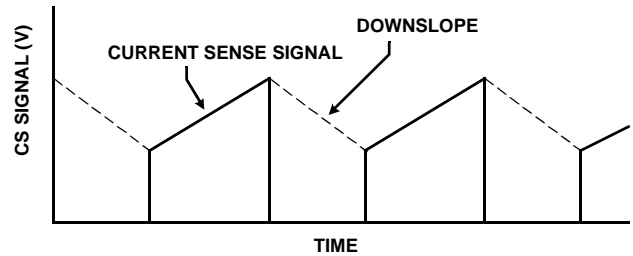 DOWNSLOPE
CURRENT SENSE SIGNAL
CS SIGNAL (V)
TIME